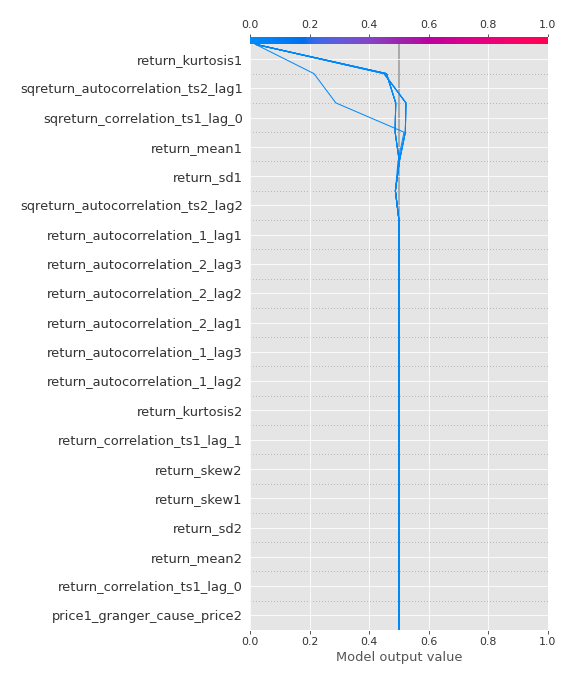 0.0 0.2 0.4 0.6 0.8 1.0
return_kurtosis1
sqreturn_autocorrelation_ts2_lag1
sqreturn_correlation_ts1_lag_0
return_mean1
return_sd1
sqreturn_autocorrelation_ts2_lag2
return_autocorrelation_1_lag1
return_autocorrelation_2_lag3
return_autocorrelation_2_lag2
return_autocorrelation_2_lag1
return_autocorrelation_1_lag3
return_autocorrelation_1_lag2
return_kurtosis2
return_correlation_ts1_lag_1
return_skew2
return_skew1
return_sd2
return_mean2
return_correlation_ts1_lag_0
price1_granger_cause_price2
0.0 0.2 0.4 0.6 0.8 1.0
Model output value